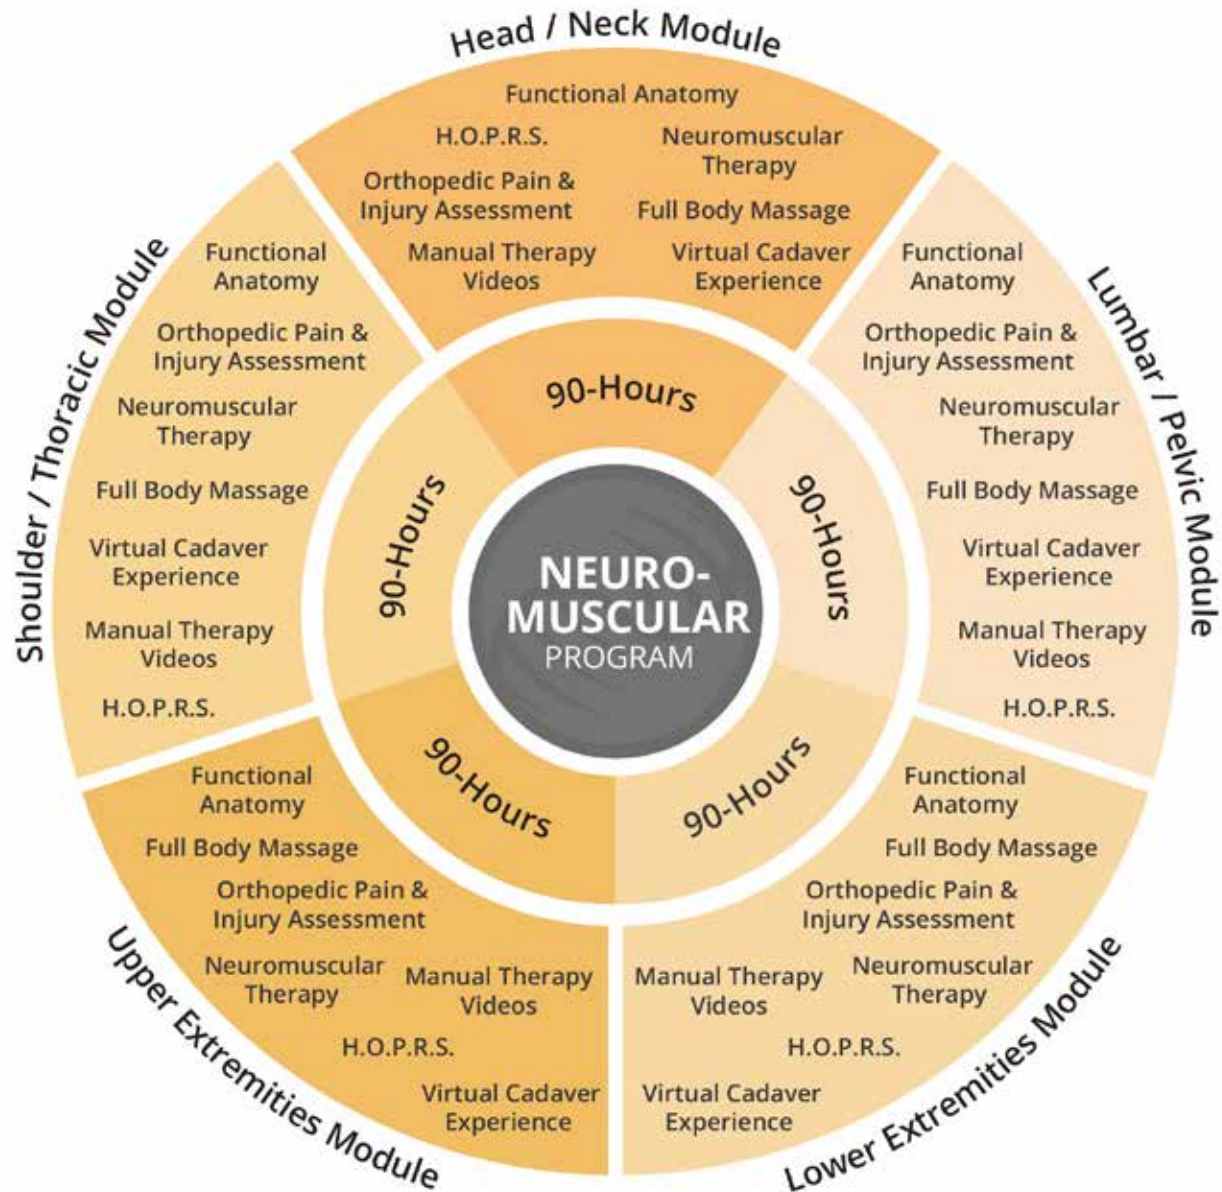 Head / Neck Module
Functional Anatomy
H.O.P.R.S.
Neuromuscular
Therapy
Orthopedic Pain &
Injury Assessment
Full Body Massage
Manual Therapy
Videos
Virtual Cadaver
Experience
90-Hours
Lumbar / Pelvic Module
Functional
Anatomy
Orthopedic Pain &
Injury Assessment
Neuromuscular
Therapy
Full Body Massage
Virtual Cadaver
Experience
Manual Therapy
Videos
H.O.P.R.S.
90-Hours
Lower Extremities Module
Functional
Anatomy
Full Body Massage
Orthopedic Pain &
Injury Assessment
Neuromuscular
Therapy
Manual Therapy
Videos
H.O.P.R.S.
Virtual Cadaver
Experience
90-Hours
Upper Extremities Module
Functional
Anatomy
Full Body Massage
Orthopedic Pain &
Injury Assessment
Neuromuscular
Therapy
Manual Therapy
Videos
H.O.P.R.S.
Virtual Cadaver
Experience
90-Hours
Shoulder / Thoracic Module
Functional
Anatomy
Orthopedic Pain &
Injury Assessment
Neuromuscular
Therapy
Full Body Massage
Virtual Cadaver
Experience
Manual Therapy
Videos
H.O.P.R.S.
90-Hours
NEURO-
MUSCULAR
PROGRAM